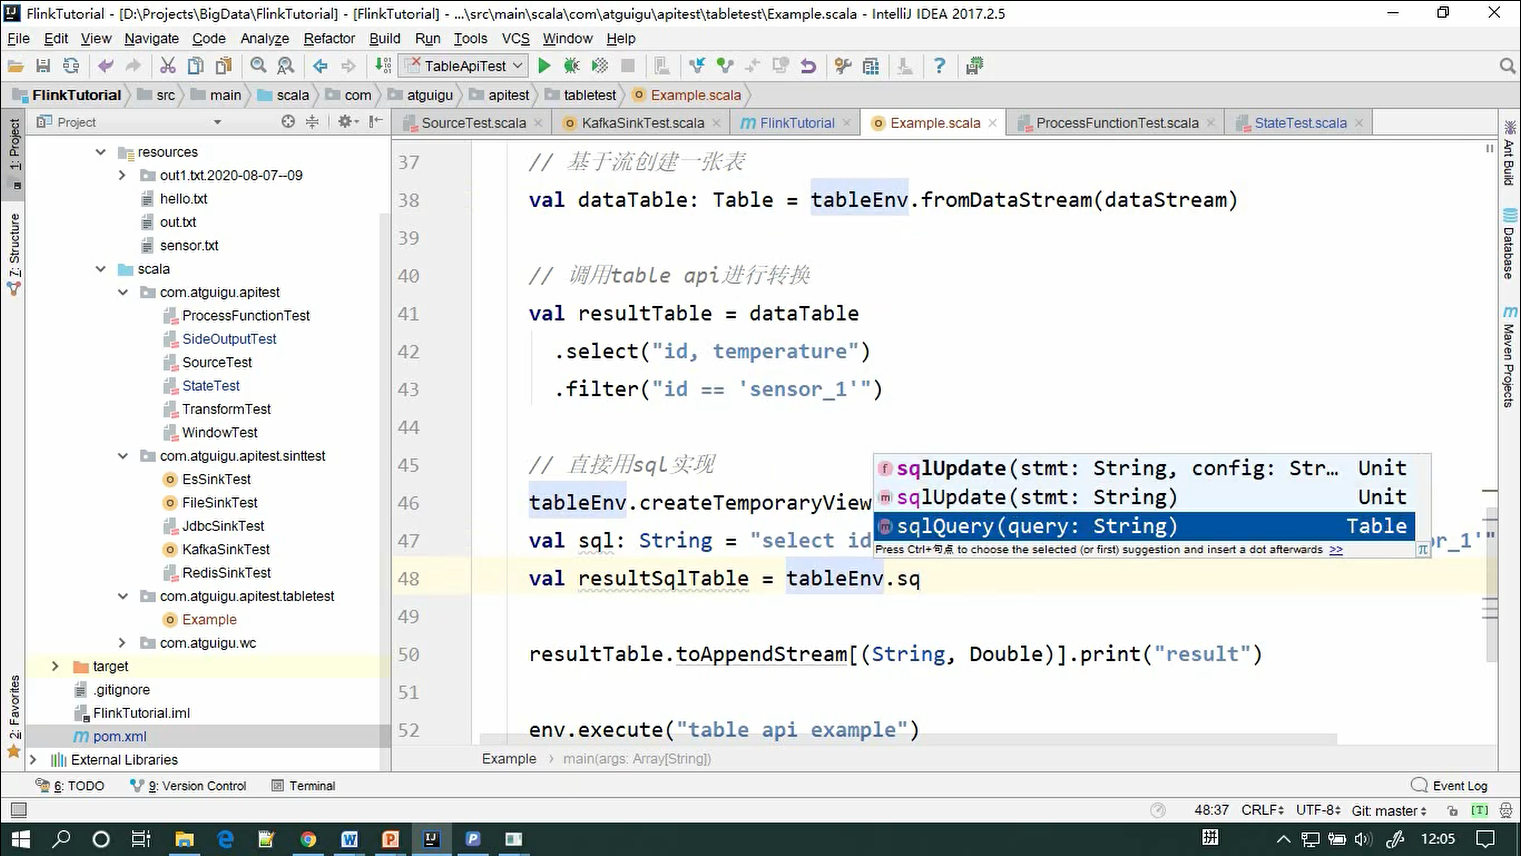 FlinkTutorial - [D:\Projects\BigData\FlinkTutorial] - [FlinkTutorial] - ...\src\main\scala\com\atguigu\apitest\tabletest\Example.scala - IntelliJ IDEA 2017.2.5
File Edit View Navigate Code Analyze Refactor Build Run Tools VCS Window Help
TableApiTest
FlinkTutorial src main scala com atguigu apitest tabletest Example.scala
Project
SourceTest.scala KafkaSinkTest.scala FlinkTutorial Example.scala ProcessFunctionTest.scala StateTest.scala
1: Project
7: Structure
2: Favorites
resources
out1.txt.2020-08-07--09
hello.txt
out.txt
sensor.txt
scala
com.atguigu.apitest
ProcessFunctionTest
SideOutputTest
SourceTest
StateTest
TransformTest
WindowTest
com.atguigu.apitest.sinttest
EsSinkTest
FileSinkTest
JdbcSinkTest
KafkaSinkTest
RedisSinkTest
com.atguigu.apitest.tabletest
Example
com.atguigu.wc
target
.gitignore
FlinkTutorial.iml
pom.xml
External Libraries
37 // 基于流创建一张表
38 val dataTable: Table = tableEnv.fromDataStream(dataStream)
39
40 // 调用table api进行转换
41 val resultTable = dataTable
42 .select("id, temperature")
43 .filter("id == 'sensor_1'")
44
45 // 直接用sql实现
46 tableEnv.createTemporaryView
47 val sql: String = "select id r_1'"
48 val resultSqlTable = tableEnv.sq
49
50 resultTable.toAppendStream[(String, Double)].print("result")
51
52 env.execute("table api example")
sqlUpdate(stmt: String, config: Str… Unit
sqlUpdate(stmt: String) Unit
sqlQuery(query: String) Table
Press Ctrl+句点 to choose the selected (or first) suggestion and insert a dot afterwards >>
π
Example main(args: Array[String])
Ant Build
Database
Maven Projects
6: TODO 9: Version Control Terminal Event Log
48:37 CRLF UTF-8 Git: master [T]
12:05